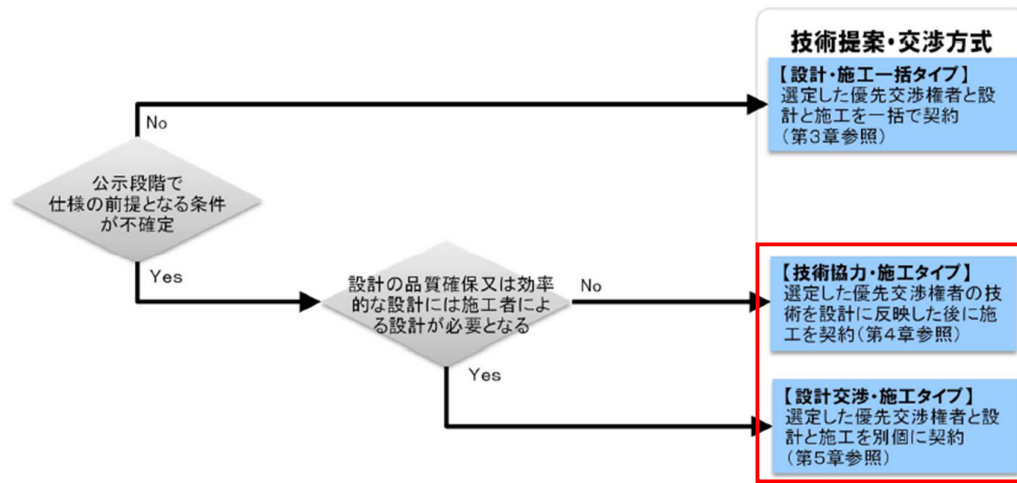 技術提案・交渉方式
【設計・施工一括タイプ】
選定した優先交渉権者と設
計と施工を一括で契約
(第3章参照)
No
公示段階で
仕様の前提となる条件
が不確定
Yes
設計の品質確保又は効率
的な設計には施工者によ
る設計が必要となる
No
【技術協力・施工タイプ】
選定した優先交渉権者の技
術を設計に反映した後に施
工を契約(第4章参照)
Yes
【設計交渉・施工タイプ】
選定した優先交渉権者と設
計と施工を別個に契約
(第5章参照)